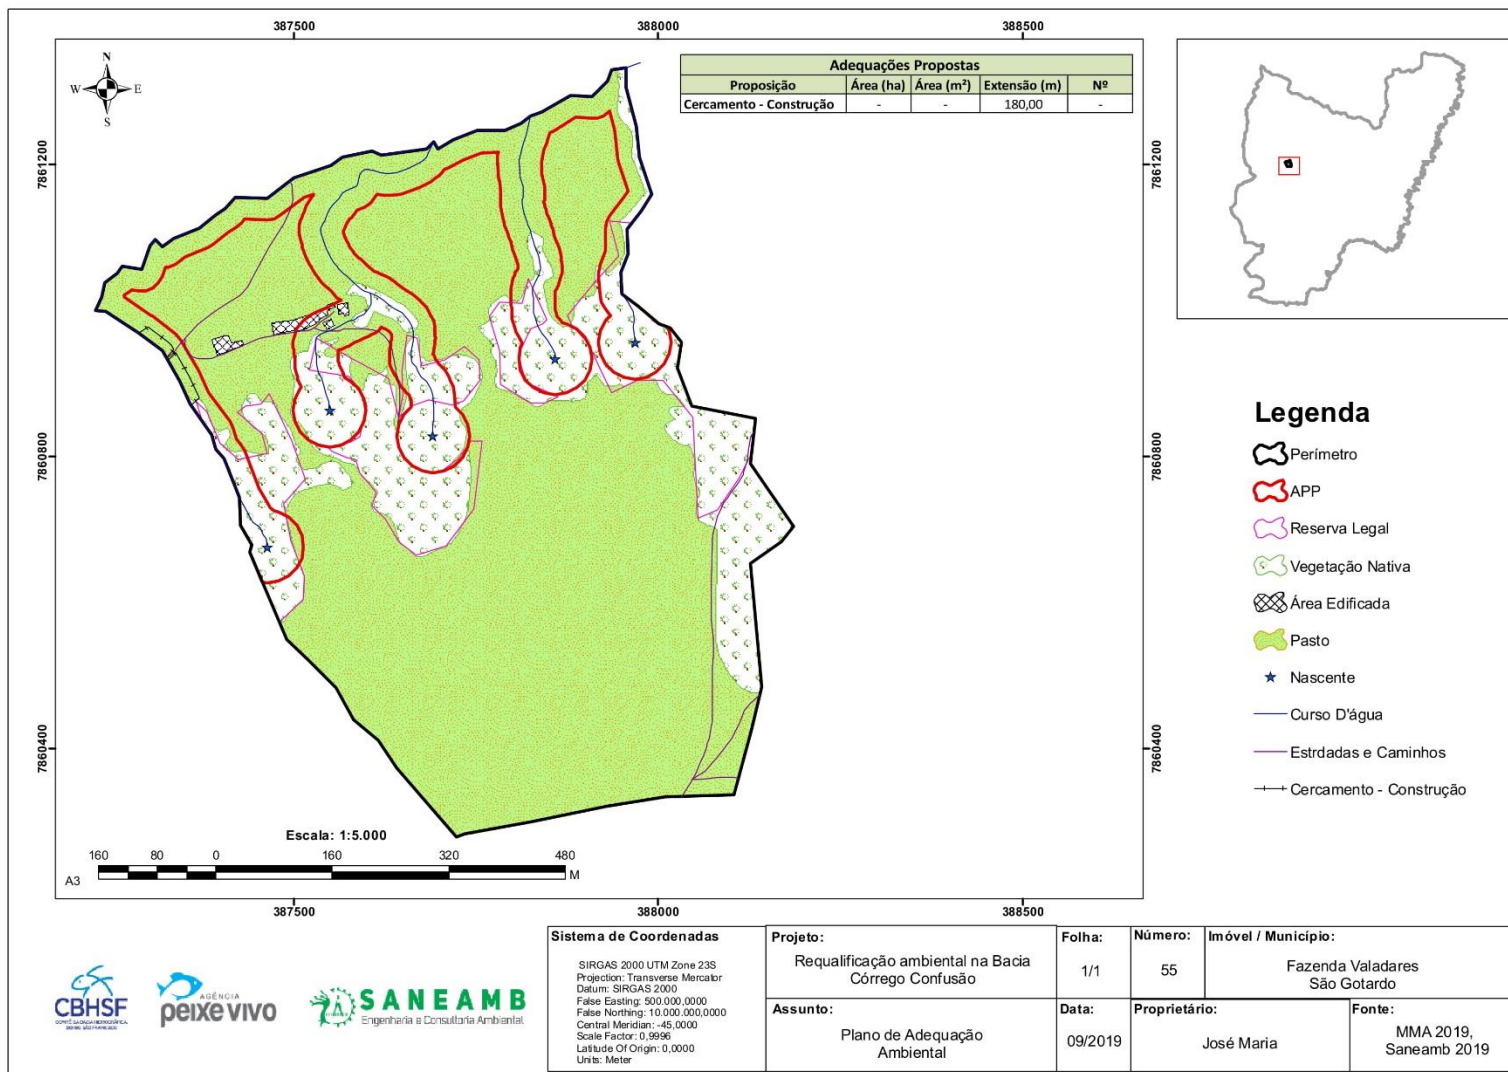 387500
388000
388500
N
W
E
S
Adequações Propostas
Proposição Área (ha) Área (m²) Extensão (m) Nº
Cercamento - Construção - - 180,00 -
7861200
7861200
7860800
7860800
7860400
7860400
Legenda
Perímetro
APP
Reserva Legal
Vegetação Nativa
Área Edificada
Pasto
Nascente
Curso D'água
Estrdadas e Caminhos
Cercamento - Construção
Escala: 1:5.000
160 80 0 160 320 480
A3
M
387500
388000
388500
CBHSF
AGÊNCIA
peixe vivo
SANEAMB
Engenharia e Consultoria Ambiental
Sistema de Coordenadas
SIRGAS 2000 UTM Zone 23S
Projection: Transverse Mercator
Datum: SIRGAS 2000
False Easting: 500.000,0000
False Northing: 10.000.000,0000
Central Meridian: -45,0000
Scale Factor: 0,9996
Latitude Of Origin: 0,0000
Units: Meter
Projeto:
Requalificação ambiental na Bacia
Córrego Confusão
Assunto:
Plano de Adequação
Ambiental
Folha:
1/1
Número:
55
Imóvel / Município:
Fazenda Valadares
São Gotardo
Data:
09/2019
Proprietário:
José Maria
Fonte:
MMA 2019,
Saneamb 2019